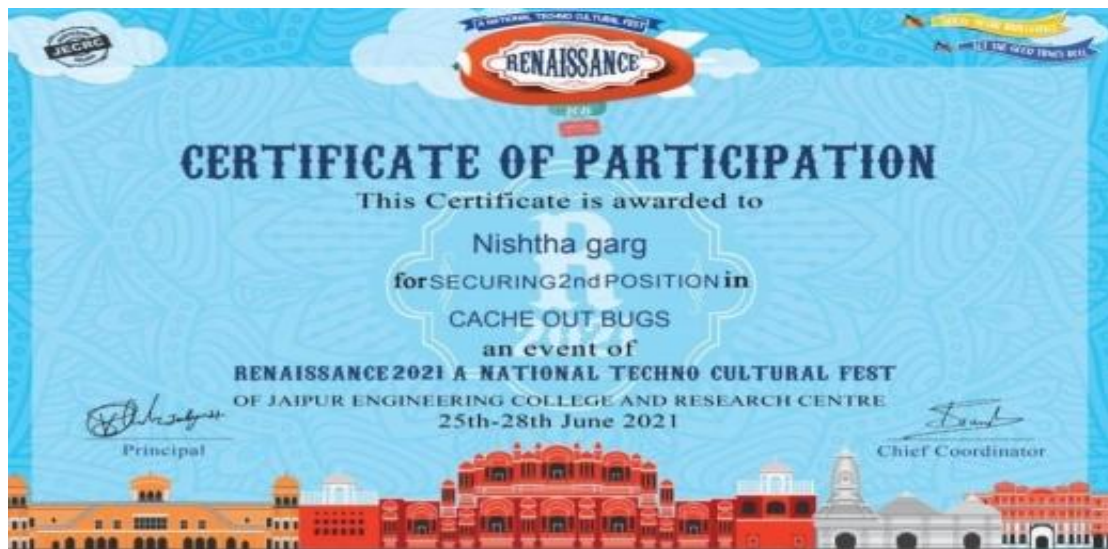 JECRC
A NATIONAL TECHNO CULTURAL FEST
RENAISSANCE
CERTIFICATE OF PARTICIPATION
This Certificate is awarded to
Nishtha garg
for SECURING2nd POSITION in
CACHE OUT BUGS
an event of
RENAISSANCE 2021 A NATIONAL TECHNO CULTURAL FEST
OF JAIPUR ENGINEERING COLLEGE AND RESEARCH CENTRE
25th-28th June 2021
Principal
Chief Coordinator
R
2021